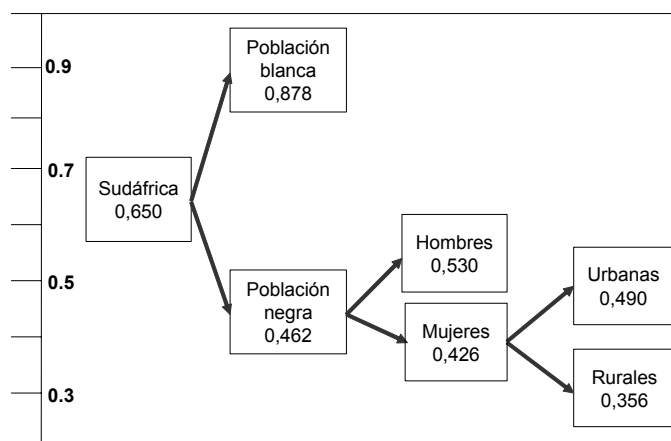 0.9
0.7
0.5
0.3
Sudáfrica
0,650
Población
blanca
0,878
Población
negra
0,462
Hombres
0,530
Mujeres
0,426
Urbanas
0,490
Rurales
0,356